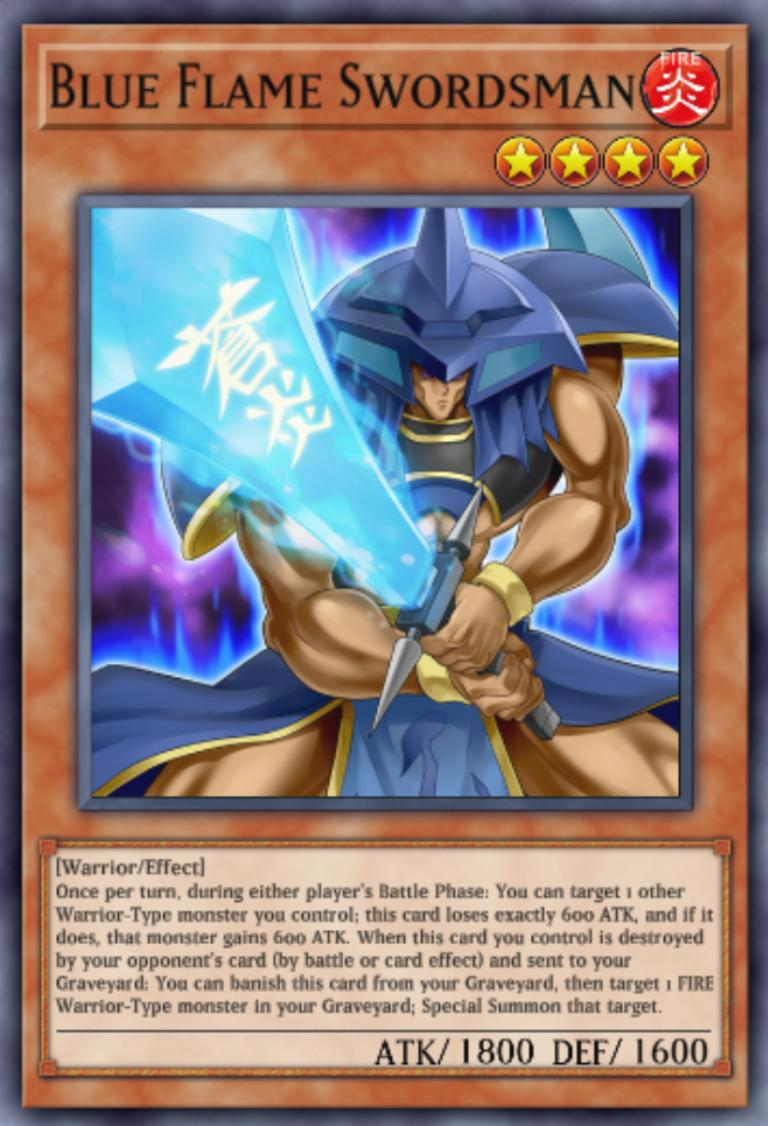 BLUE FLAME SWORDSMAN
FIRE
炎
蒼炎
[Warrior/Effect]
Once per turn, during either player's Battle Phase: You can target 1 other
Warrior-Type monster you control; this card loses exactly 600 ATK, and if it
does, that monster gains 600 ATK. When this card you control is destroyed
by your opponent's card (by battle or card effect) and sent to your
Graveyard: You can banish this card from your Graveyard, then target 1 FIRE
Warrior-Type monster in your Graveyard; Special Summon that target.
ATK/ 1800 DEF/ 1600